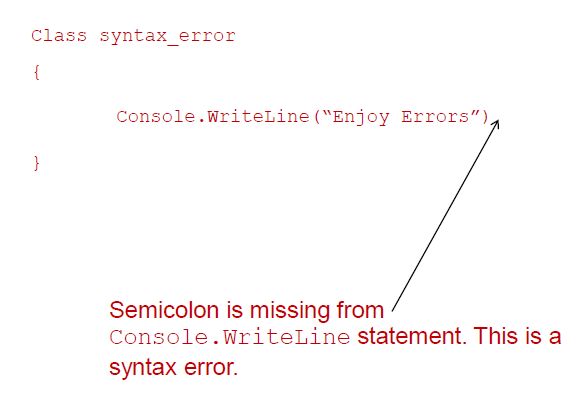 Class syntax_error
{
Console.WriteLine(“Enjoy Errors”)
}
Semicolon is missing from
Console.WriteLine statement. This is a
syntax error.